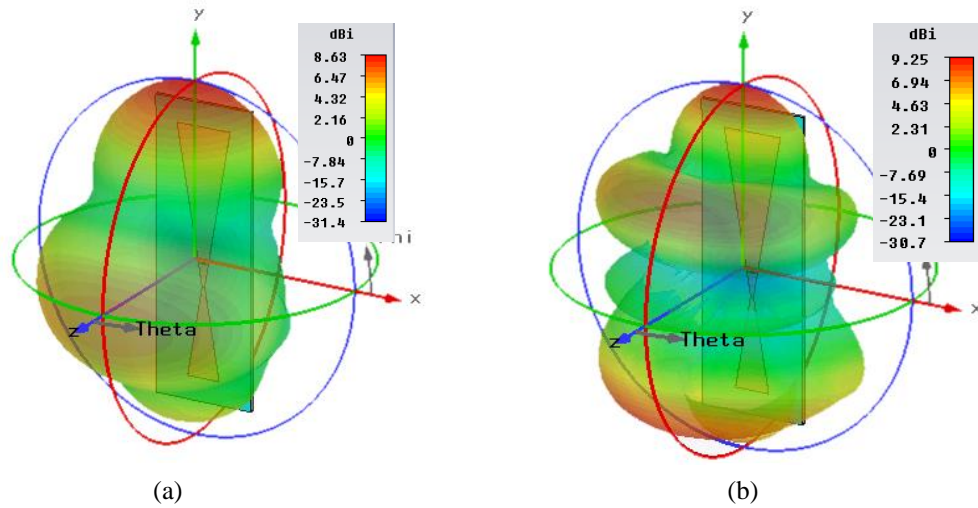 y
dBi
8.63
6.47
4.32
2.16
0
-7.84
-15.7
-23.5
-31.4
x
z
Theta
(a)
y
dBi
9.25
6.94
4.63
2.31
0
-7.69
-15.4
-23.1
-30.7
x
z
Theta
(b)